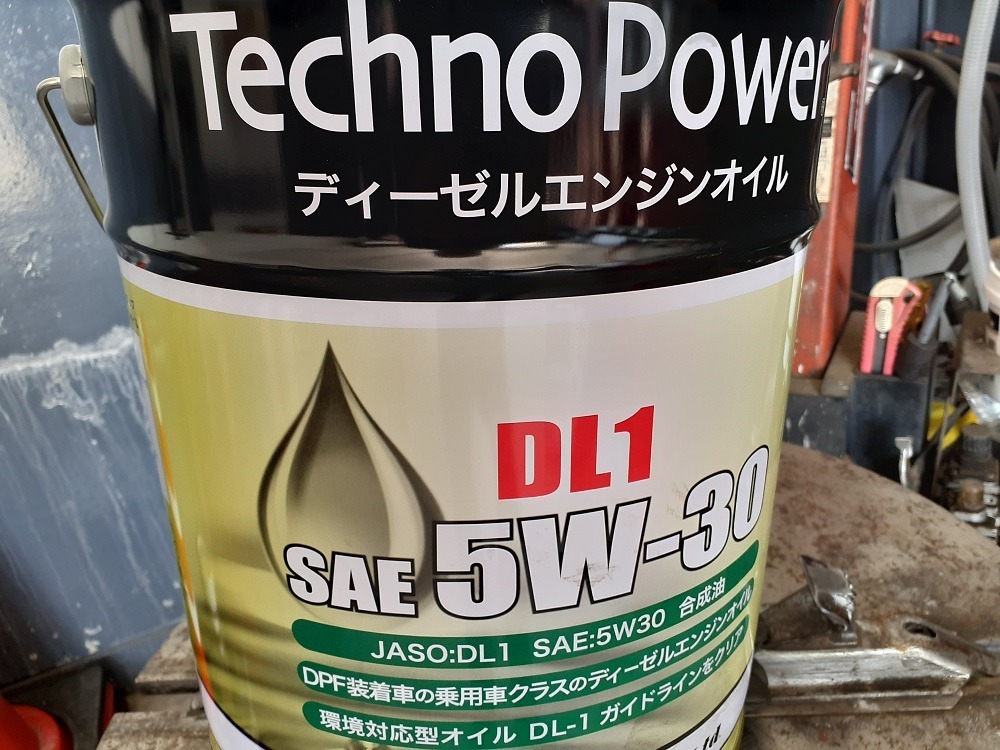 Techno Power
ディーゼルエンジンオイル
DL1
SAE 5W-30
JASO:DL1 SAE:5W30 合成油
DPF装着車の乗用車クラスのディーゼルエンジンオイル
環境対応型オイル DL-1 ガイドラインをクリア
Ltd.